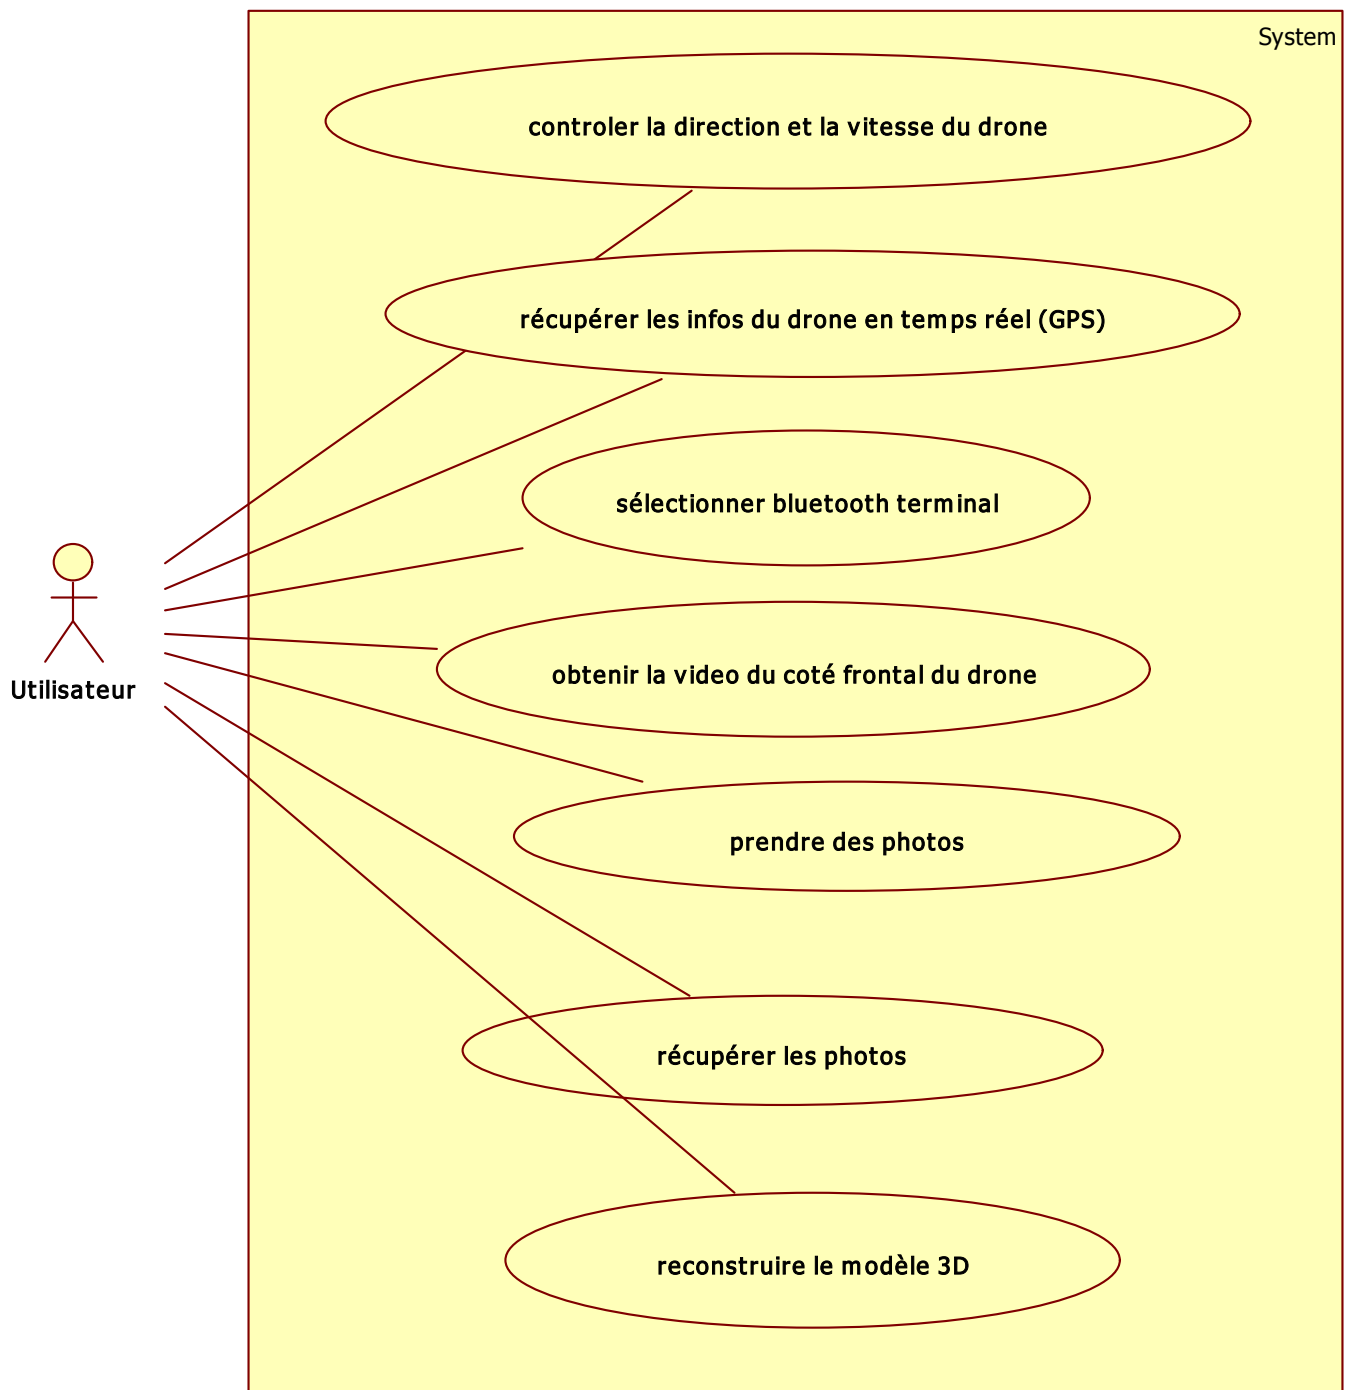 System
controler la direction et la vitesse du drone
récupérer les infos du drone en temps réel (GPS)
sélectionner bluetooth terminal
obtenir la video du coté frontal du drone
Utilisateur
prendre des photos
récupérer les photos
reconstruire le modèle 3D